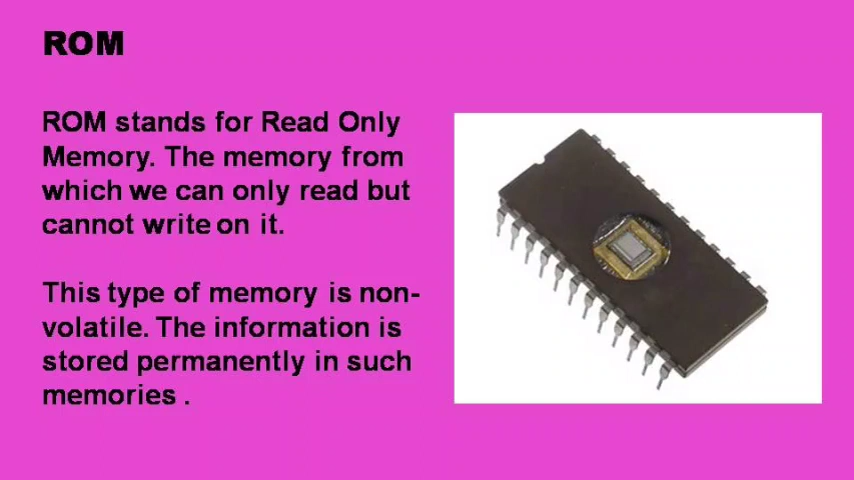 ROM
ROM stands for Read Only
Memory. The memory from
which we can only read but
cannot write on it.
This type of memory is non-
volatile. The information is
stored permanently in such
memories .